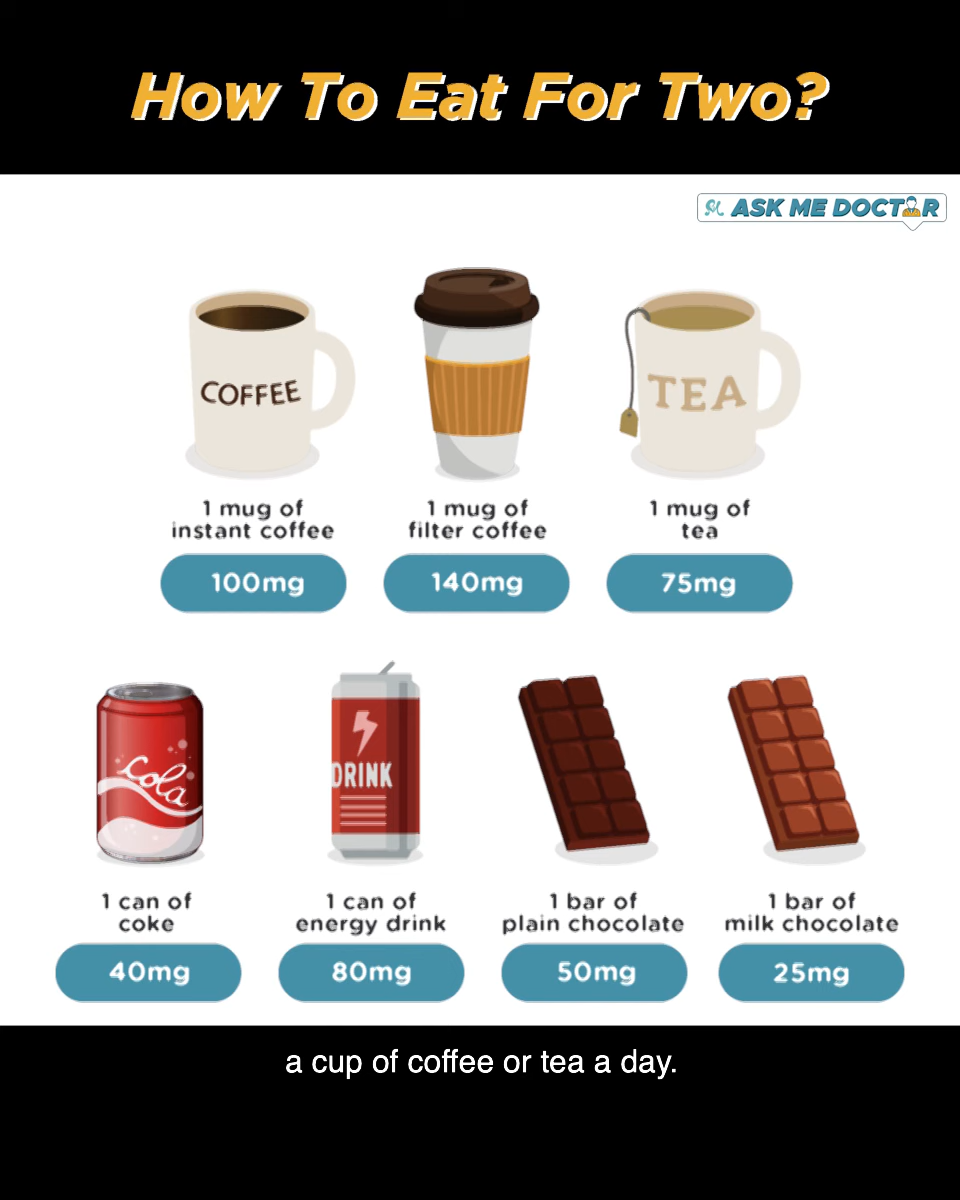 How To Eat For Two?
ASK ME DOCTOR
COFFEE
TEA
1 mug of
instant coffee
100mg
1 mug of
filter coffee
140mg
1 mug of
tea
75mg
cola
DRINK
1 can of
coke
40mg
1 can of
energy drink
80mg
1 bar of
plain chocolate
50mg
1 bar of
milk chocolate
25mg
a cup of coffee or tea a day.